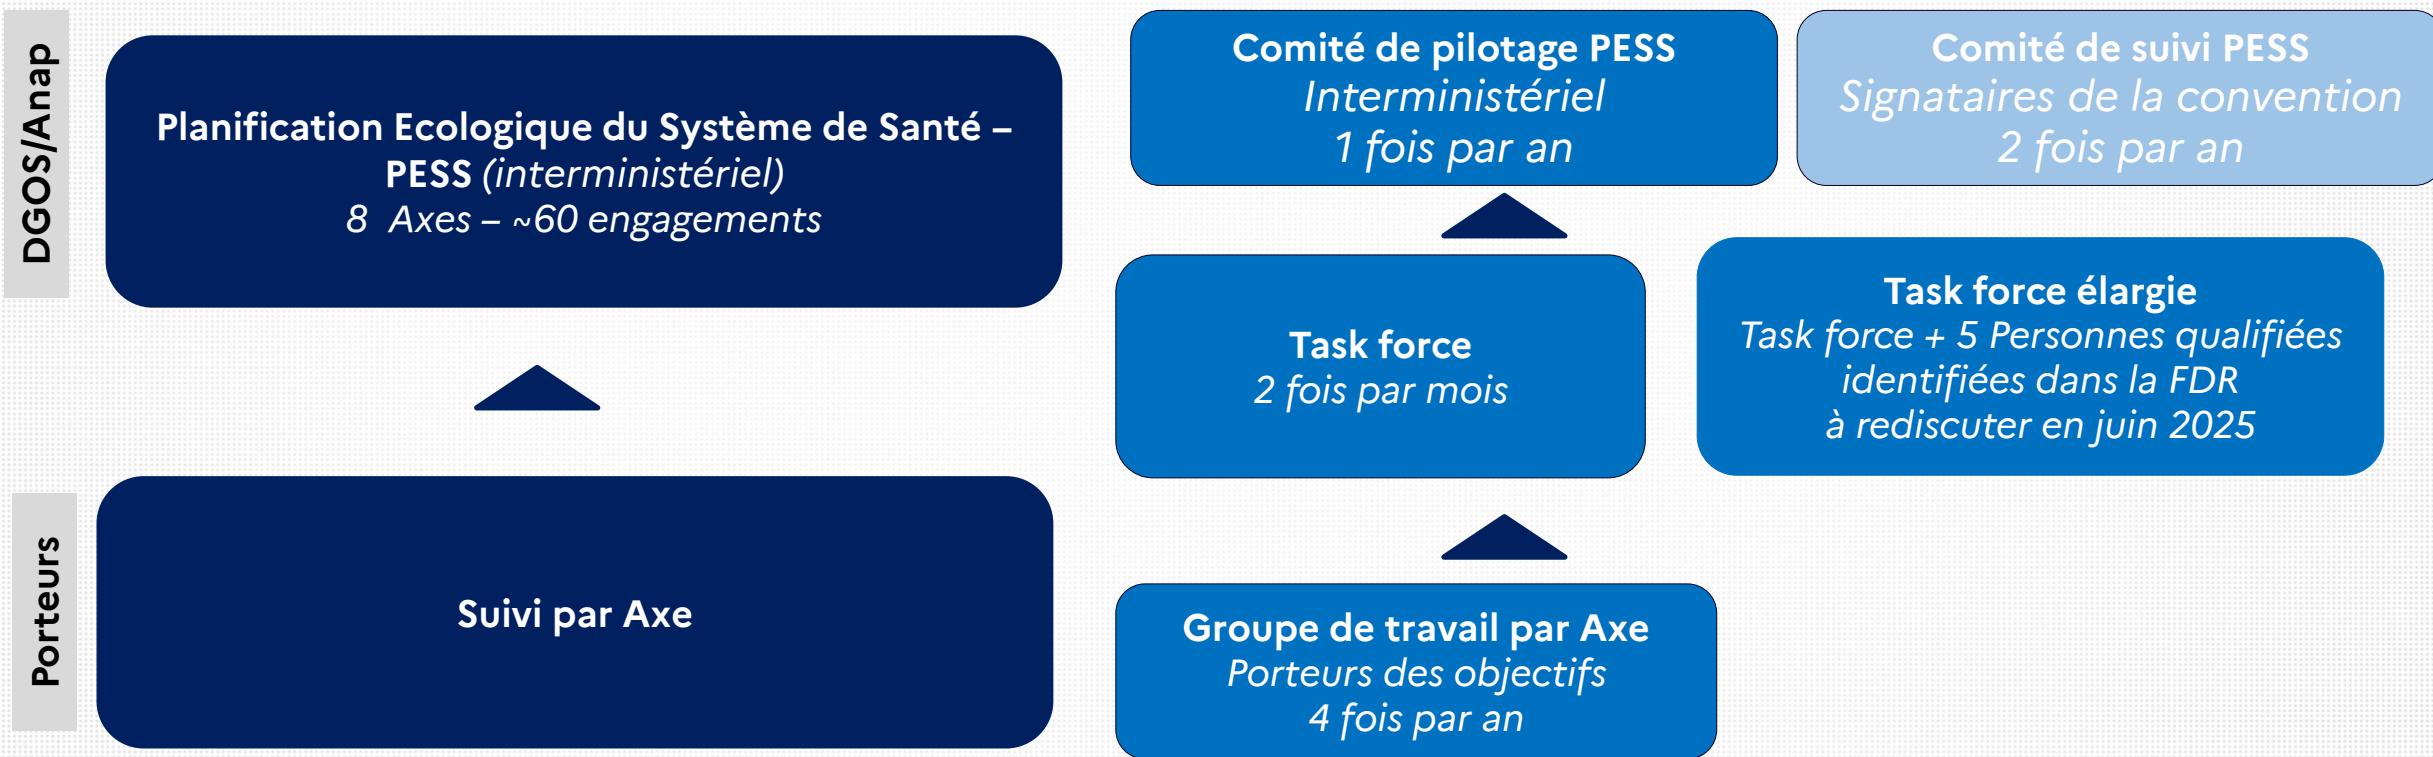 DGOS/Anap
Planification Ecologique du Système de Santé –
PESS (interministériel)
8  Axes – ~60 engagements
Comité de pilotage PESS
Interministériel
1 fois par an
Comité de suivi PESS
Signataires de la convention
2 fois par an
Task force
2 fois par mois
Task force élargie
Task force + 5 Personnes qualifiées
identifiées dans la FDR
à rediscuter en juin 2025
Porteurs
Suivi par Axe
Groupe de travail par Axe
Porteurs des objectifs
4 fois par an